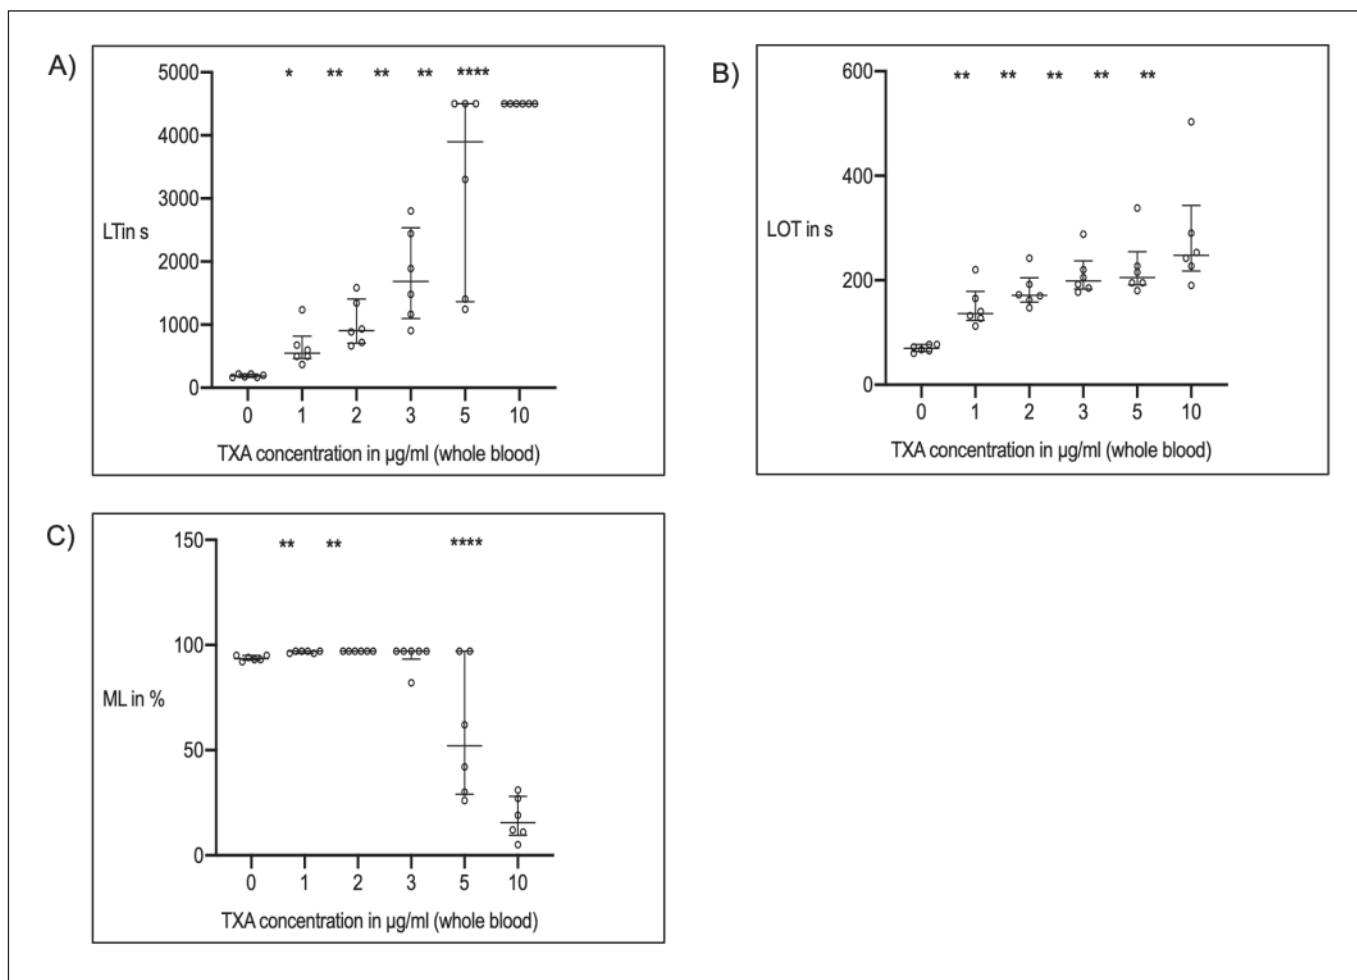 A)
* ** ** ** ****
5000
4000
3000
2000
1000
0
LTin s
0 1 2 3 5 10
TXA concentration in µg/ml (whole blood)
B)
** ** ** ** **
600
400
200
0
LOT in s
0 1 2 3 5 10
TXA concentration in µg/ml (whole blood)
C)
** ** ****
150
100
50
0
ML in %
0 1 2 3 5 10
TXA concentration in µg/ml (whole blood)